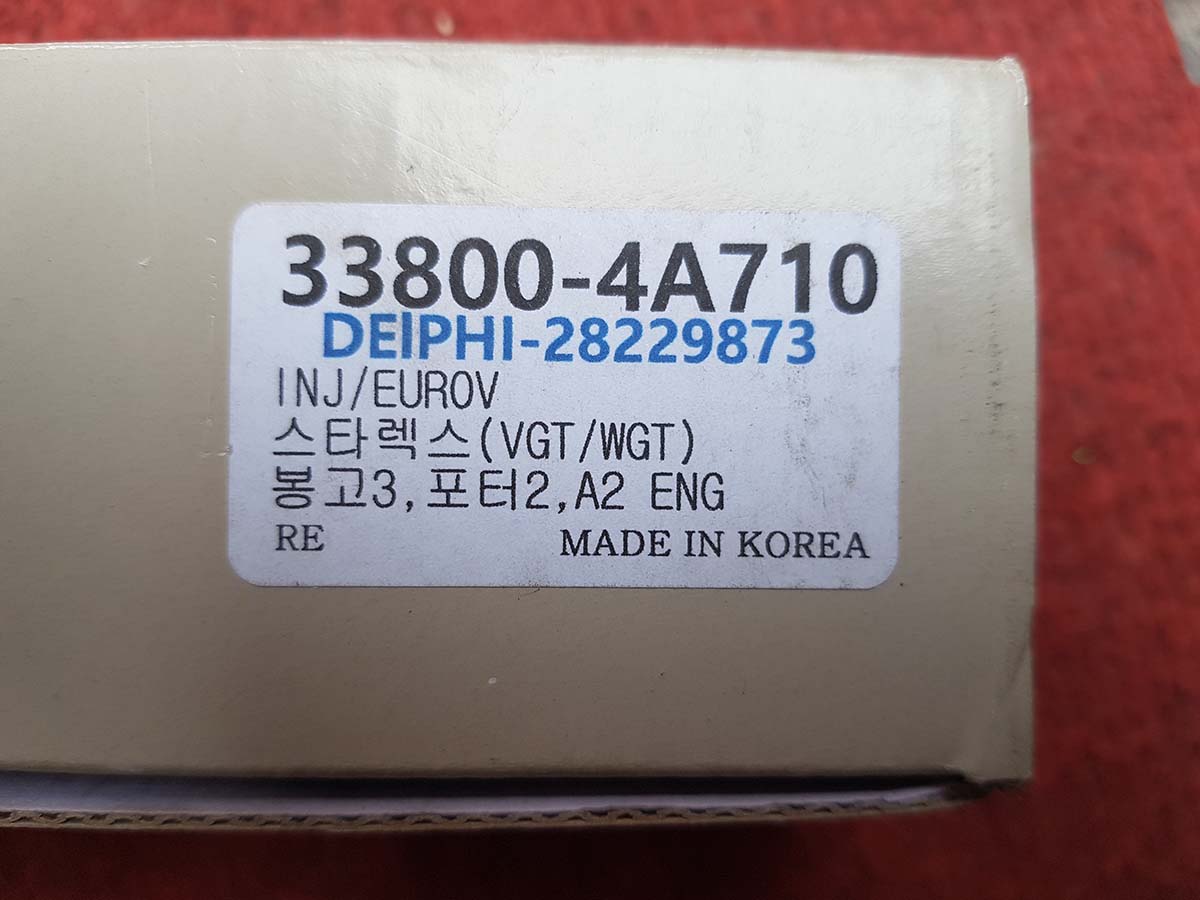 33800-4A710
DEIPHI-28229873
INJ/EUROV
스타렉스(VGT/WGT)
봉고3,포터2,A2 ENG
RE MADE IN KOREA